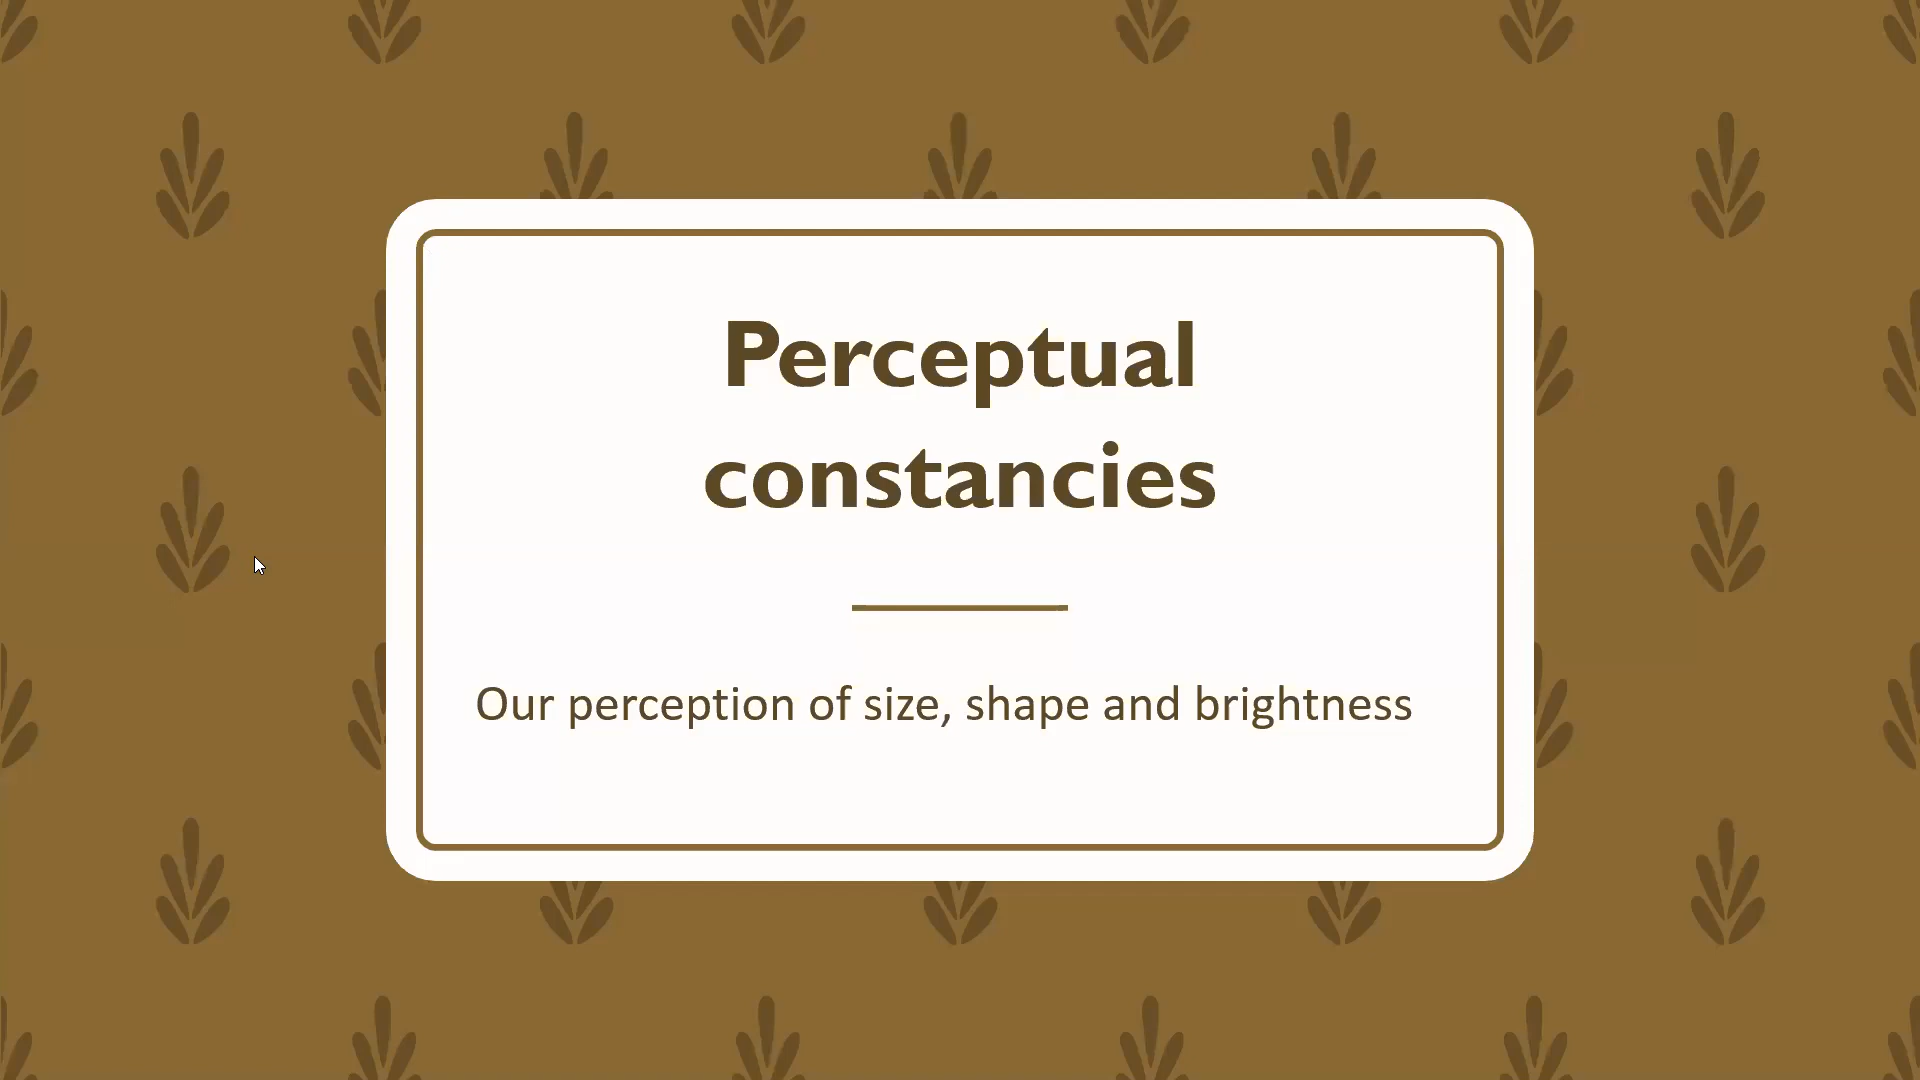 Perceptual
constancies
Our perception of size, shape and brightness